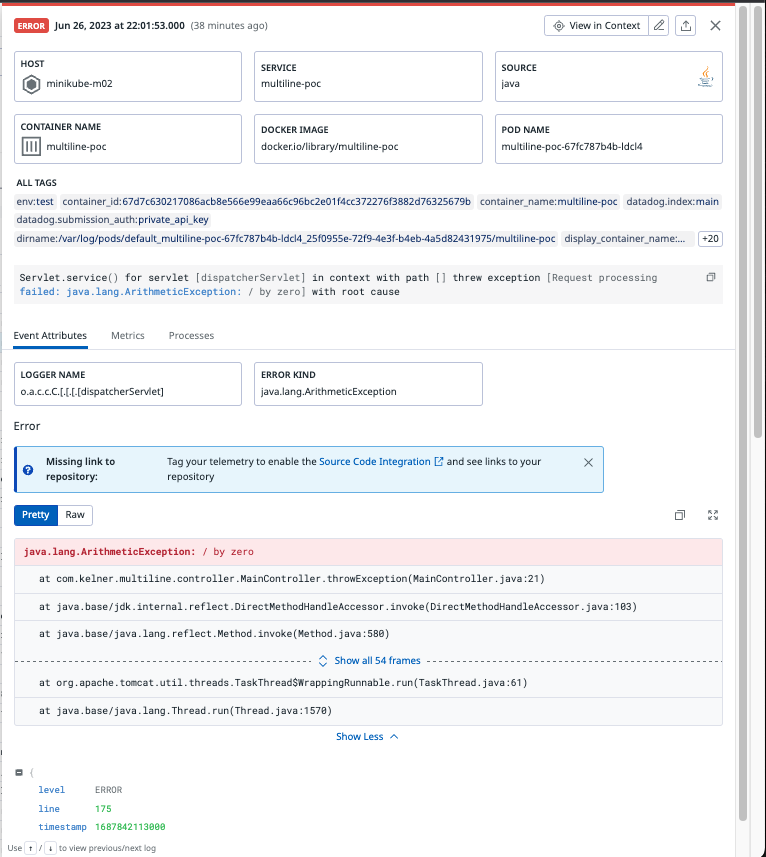 ERROR Jun 26, 2023 at 22:01:53.000 (38 minutes ago) View in Context
HOST
minikube-m02
SERVICE
multiline-poc
SOURCE
java
CONTAINER NAME
multiline-poc
DOCKER IMAGE
docker.io/library/multiline-poc
POD NAME
multiline-poc-67fc787b4b-ldcl4
ALL TAGS
env:test container_id:67d7c630217086acb8e566e99eaa66c96bc2e01f4cc372276f3882d76325679b container_name:multiline-poc datadog.index:main
datadog.submission_auth:private_api_key
dirname:/var/log/pods/default_multiline-poc-67fc787b4b-ldcl4_25f0955e-72f9-4e3f-b4eb-4a5d82431975/multiline-poc display_container_name:... +20
Servlet.service() for servlet [dispatcherServlet] in context with path [] threw exception [Request processing
failed: java.lang.ArithmeticException: / by zero] with root cause
Event Attributes Metrics Processes
LOGGER NAME
o.a.c.c.C.[.[.[.[dispatcherServlet]
ERROR KIND
java.lang.ArithmeticException
Error
Missing link to
repository:
Tag your telemetry to enable the Source Code Integration and see links to your
repository
Pretty Raw
java.lang.ArithmeticException: / by zero
at com.kelner.multiline.controller.MainController.throwException(MainController.java:21)
at java.base/jdk.internal.reflect.DirectMethodHandleAccessor.invoke(DirectMethodHandleAccessor.java:103)
at java.base/java.lang.reflect.Method.invoke(Method.java:580)
Show all 54 frames
at org.apache.tomcat.util.threads.TaskThread$WrappingRunnable.run(TaskThread.java:61)
at java.base/java.lang.Thread.run(Thread.java:1570)
Show Less
{
level ERROR
line 175
timestamp 1687842113000
Use ↑ / ↓ to view previous/next log